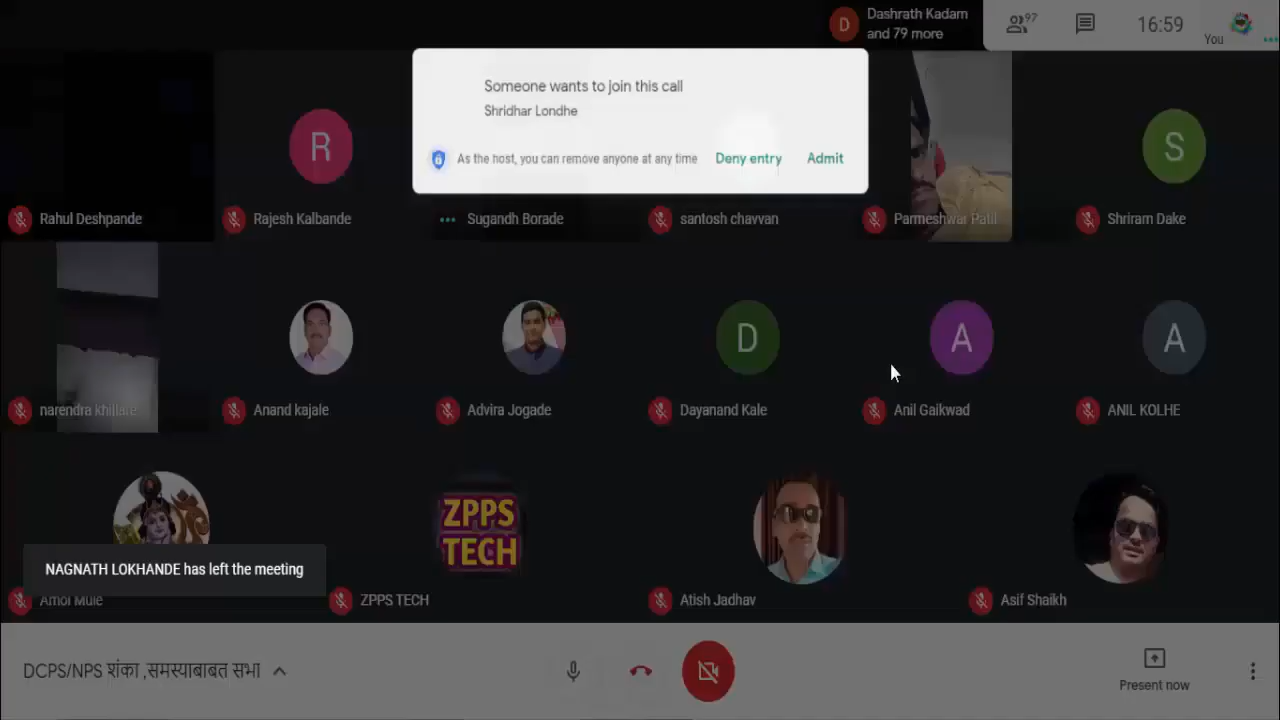 Dashrath Kadam
and 79 more
97
16:59
You
Someone wants to join this call
Shridhar Londhe
As the host, you can remove anyone at any time
Deny entry
Admit
D
R
S
Rahul Deshpande
Rajesh Kalbande
Sugandh Borade
santosh chavvan
Parmeshwar Patil
Shriram Dake
D
A
A
narendra khillare
Anand kajale
Advira Jogade
Dayanand Kale
Anil Gaikwad
ANIL KOLHE
ZPPS
TECH
NAGNATH LOKHANDE has left the meeting
Amol Mule
ZPPS TECH
Atish Jadhav
Asif Shaikh
DCPS/NPS शंका ,समस्याबाबत सभा
Present now